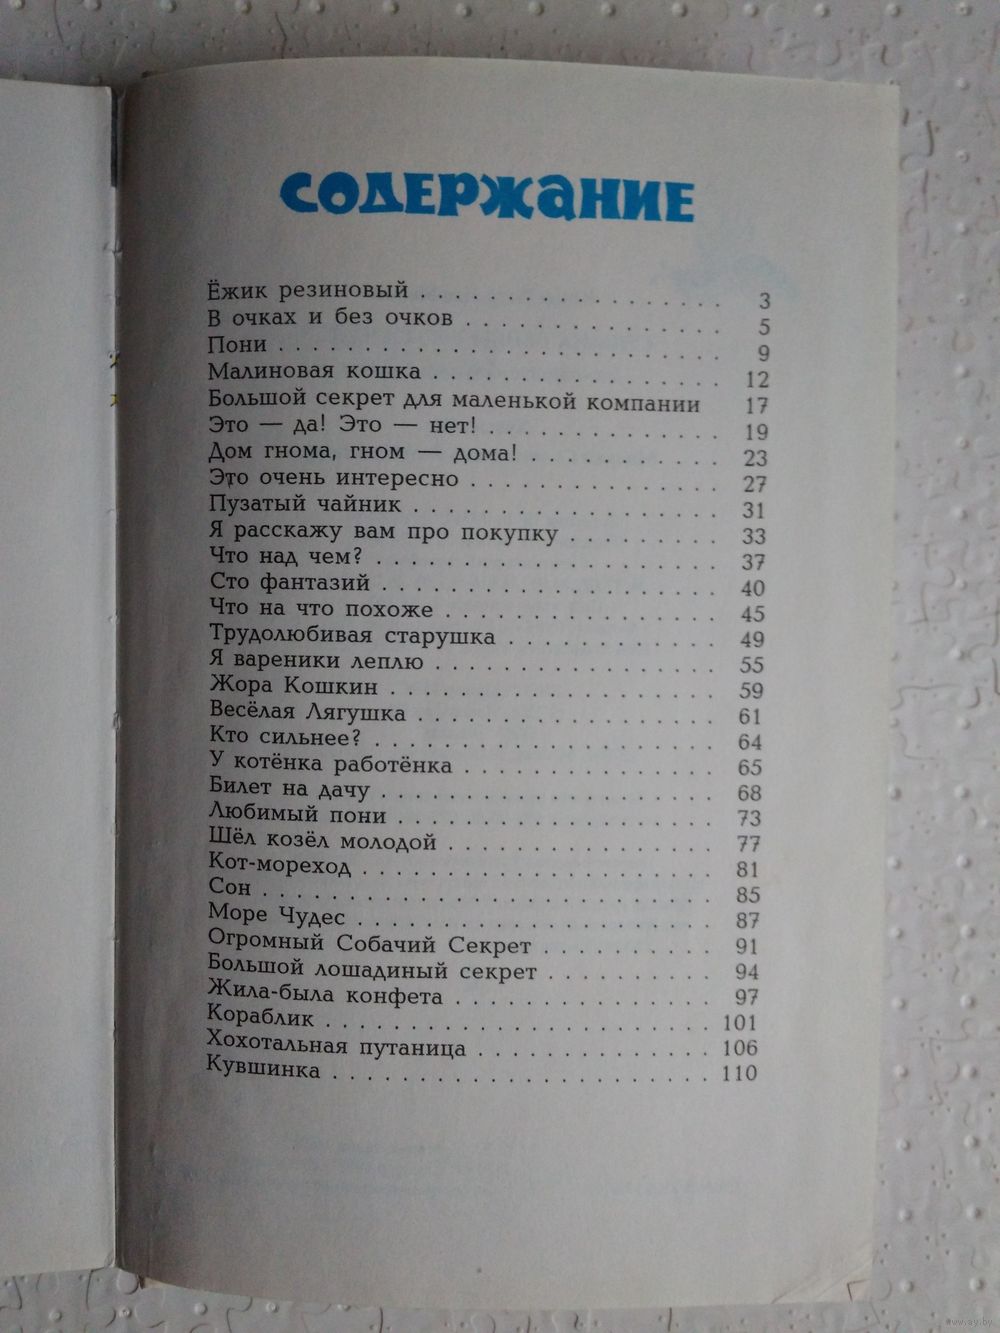 СОДЕРЖАНИЕ
Ёжик резиновый . . . . . . . . . . . . . . . . . . 3
В очках и без очков . . . . . . . . . . . . . . . 5
Пони . . . . . . . . . . . . . . . . . . . . . . . . . . 9
Малиновая кошка . . . . . . . . . . . . . . . . . 12
Большой секрет для маленькой компании 17
Это — да! Это — нет! . . . . . . . . . . . . . . 19
Дом гнома, гном — дома! . . . . . . . . . . . 23
Это очень интересно . . . . . . . . . . . . . . . 27
Пузатый чайник . . . . . . . . . . . . . . . . . . 31
Я расскажу вам про покупку . . . . . . . . . 33
Что над чем? . . . . . . . . . . . . . . . . . . . . 37
Сто фантазий . . . . . . . . . . . . . . . . . . . . 40
Что на что похоже . . . . . . . . . . . . . . . . 45
Трудолюбивая старушка . . . . . . . . . . . . 49
Я вареники леплю . . . . . . . . . . . . . . . . . 55
Жора Кошкин . . . . . . . . . . . . . . . . . . . 59
Весёлая Лягушка . . . . . . . . . . . . . . . . . . 61
Кто сильнее? . . . . . . . . . . . . . . . . . . . . 64
У котёнка работёнка . . . . . . . . . . . . . . . 65
Билет на дачу . . . . . . . . . . . . . . . . . . . . 68
Любимый пони . . . . . . . . . . . . . . . . . . . 73
Шёл козёл молодой . . . . . . . . . . . . . . . . 77
Кот-мореход . . . . . . . . . . . . . . . . . . . . . 81
Сон . . . . . . . . . . . . . . . . . . . . . . . . . . 85
Море Чудес . . . . . . . . . . . . . . . . . . . . . 87
Огромный Собачий Секрет . . . . . . . . . . 91
Большой лошадиный секрет . . . . . . . . . . 94
Жила-была конфета . . . . . . . . . . . . . . . 97
Кораблик . . . . . . . . . . . . . . . . . . . . . . 101
Хохотальная путаница . . . . . . . . . . . . . . 106
Кувшинка . . . . . . . . . . . . . . . . . . . . . . 110
www.ay.by